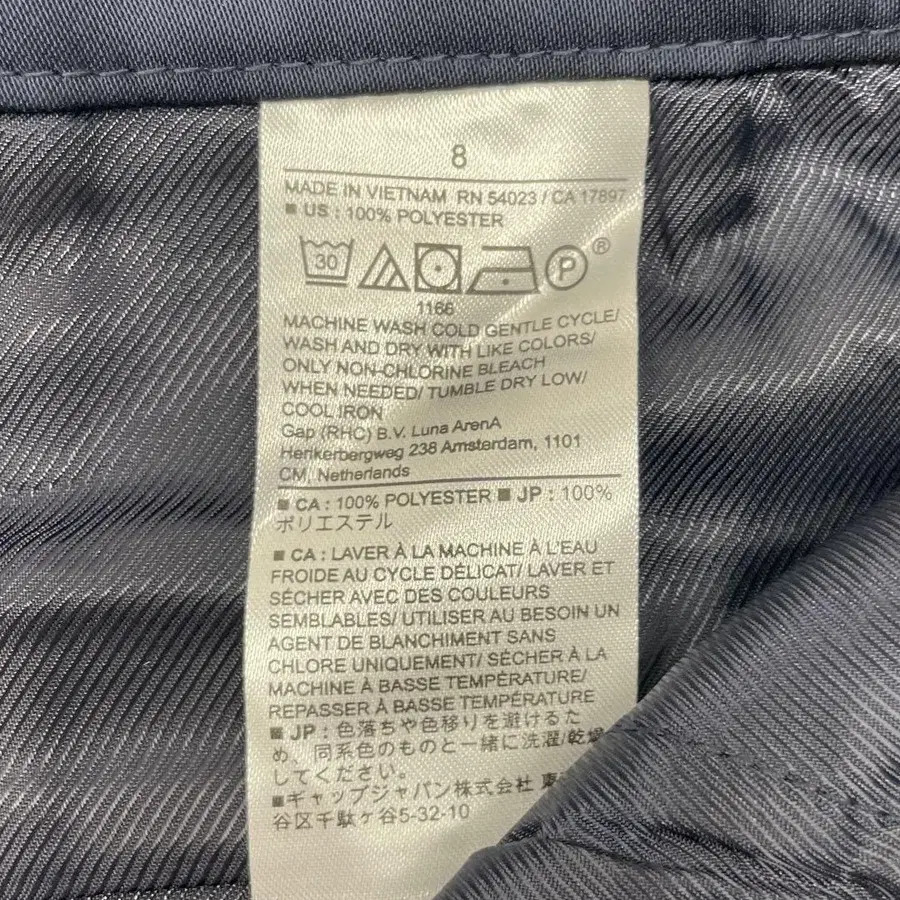 8
MADE IN VIETNAM RN 54023 / CA 17897
■ US : 100% POLYESTER
30 P ®
1166
MACHINE WASH COLD GENTLE CYCLE/
WASH AND DRY WITH LIKE COLORS/
ONLY NON-CHLORINE BLEACH
WHEN NEEDED/ TUMBLE DRY LOW/
COOL IRON
Gap (RHC) B.V. Luna ArenA
Herikerbergweg 238 Amsterdam, 1101
CM, Netherlands
■ CA : 100% POLYESTER ■ JP : 100%
ポリエステル
■ CA : LAVER À LA MACHINE À L'EAU
FROIDE AU CYCLE DÉLICAT/ LAVER ET
SÉCHER AVEC DES COULEURS
SEMBLABLES/ UTILISER AU BESOIN UN
AGENT DE BLANCHIMENT SANS
CHLORE UNIQUEMENT/ SÉCHER À LA
MACHINE À BASSE TEMPÉRATURE/
REPASSER À BASSE TEMPÉRATURE
■ JP : 色落ちや色移りを避けるた
め、同系色のものと一緒に洗濯/乾燥
してください。
■ギャップジャパン株式会社 東
谷区千駄ヶ谷5-32-10